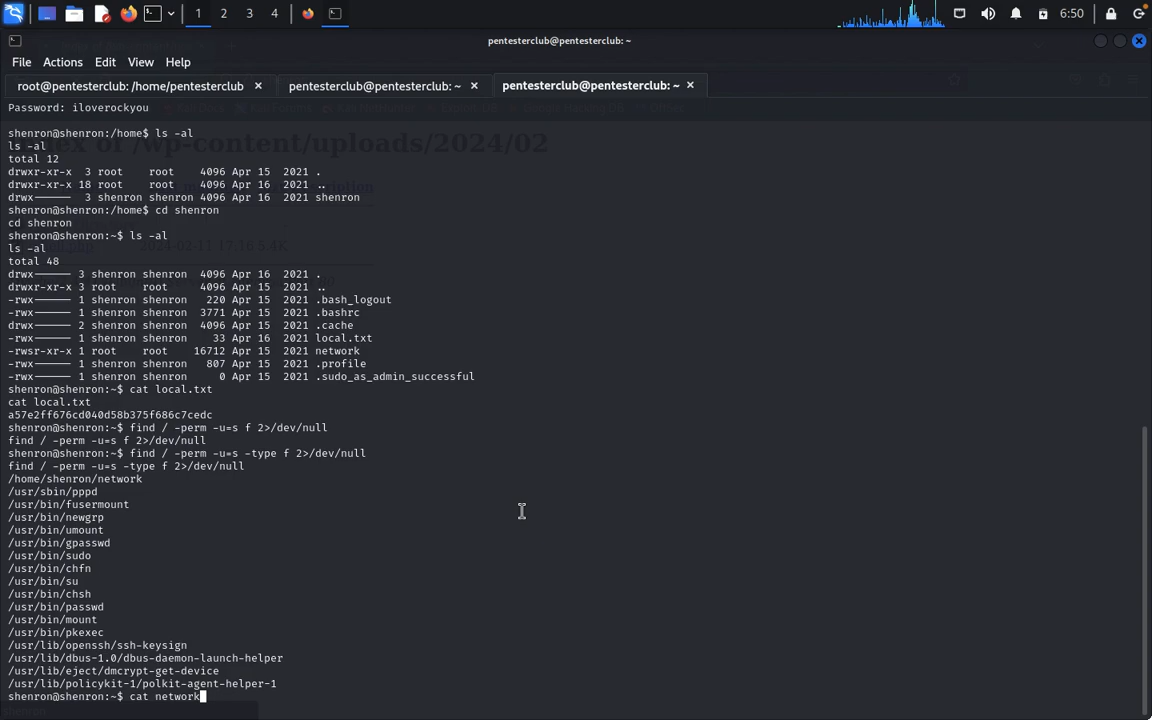 1 2 3 4 6:50
pentesterclub@pentesterclub: ~
File Actions Edit View Help
root@pentesterclub: /home/pentesterclub × pentesterclub@pentesterclub: ~ × pentesterclub@pentesterclub: ~ ×
Password: iloverockyou
Index of /wp-content/uploads/2024/02
shenron@shenron:/home$ ls -al
ls -al
total 12
drwxr-xr-x 3 root root 4096 Apr 15 2021 .
drwxr-xr-x 18 root root 4096 Apr 16 2021 ..
drwx------ 3 shenron shenron 4096 Apr 16 2021 shenron
shenron@shenron:/home$ cd shenron
cd shenron
shenron@shenron:~$ ls -al
ls -al
total 48
drwx------ 3 shenron shenron 4096 Apr 16 2021 .
drwxr-xr-x 3 root root 4096 Apr 15 2021 ..
-rwx------ 1 shenron shenron 220 Apr 15 2021 .bash_logout
-rwx------ 1 shenron shenron 3771 Apr 15 2021 .bashrc
drwx------ 2 shenron shenron 4096 Apr 15 2021 .cache
-rwx------ 1 shenron shenron 33 Apr 16 2021 local.txt
-rwsr-xr-x 1 root root 16712 Apr 15 2021 network
-rwx------ 1 shenron shenron 807 Apr 15 2021 .profile
-rwx------ 1 shenron shenron 0 Apr 15 2021 .sudo_as_admin_successful
shenron@shenron:~$ cat local.txt
cat local.txt
a57e2ff676cd040d58b375f686c7cedc
shenron@shenron:~$ find / -perm -u=s f 2>/dev/null
find / -perm -u=s f 2>/dev/null
shenron@shenron:~$ find / -perm -u=s -type f 2>/dev/null
find / -perm -u=s -type f 2>/dev/null
/home/shenron/network
/usr/sbin/pppd
/usr/bin/fusermount
/usr/bin/newgrp
/usr/bin/umount
/usr/bin/gpasswd
/usr/bin/sudo
/usr/bin/chfn
/usr/bin/su
/usr/bin/chsh
/usr/bin/passwd
/usr/bin/mount
/usr/bin/pkexec
/usr/lib/openssh/ssh-keysign
/usr/lib/dbus-1.0/dbus-daemon-launch-helper
/usr/lib/eject/dmcrypt-get-device
/usr/lib/policykit-1/polkit-agent-helper-1
shenron@shenron:~$ cat network
shenron